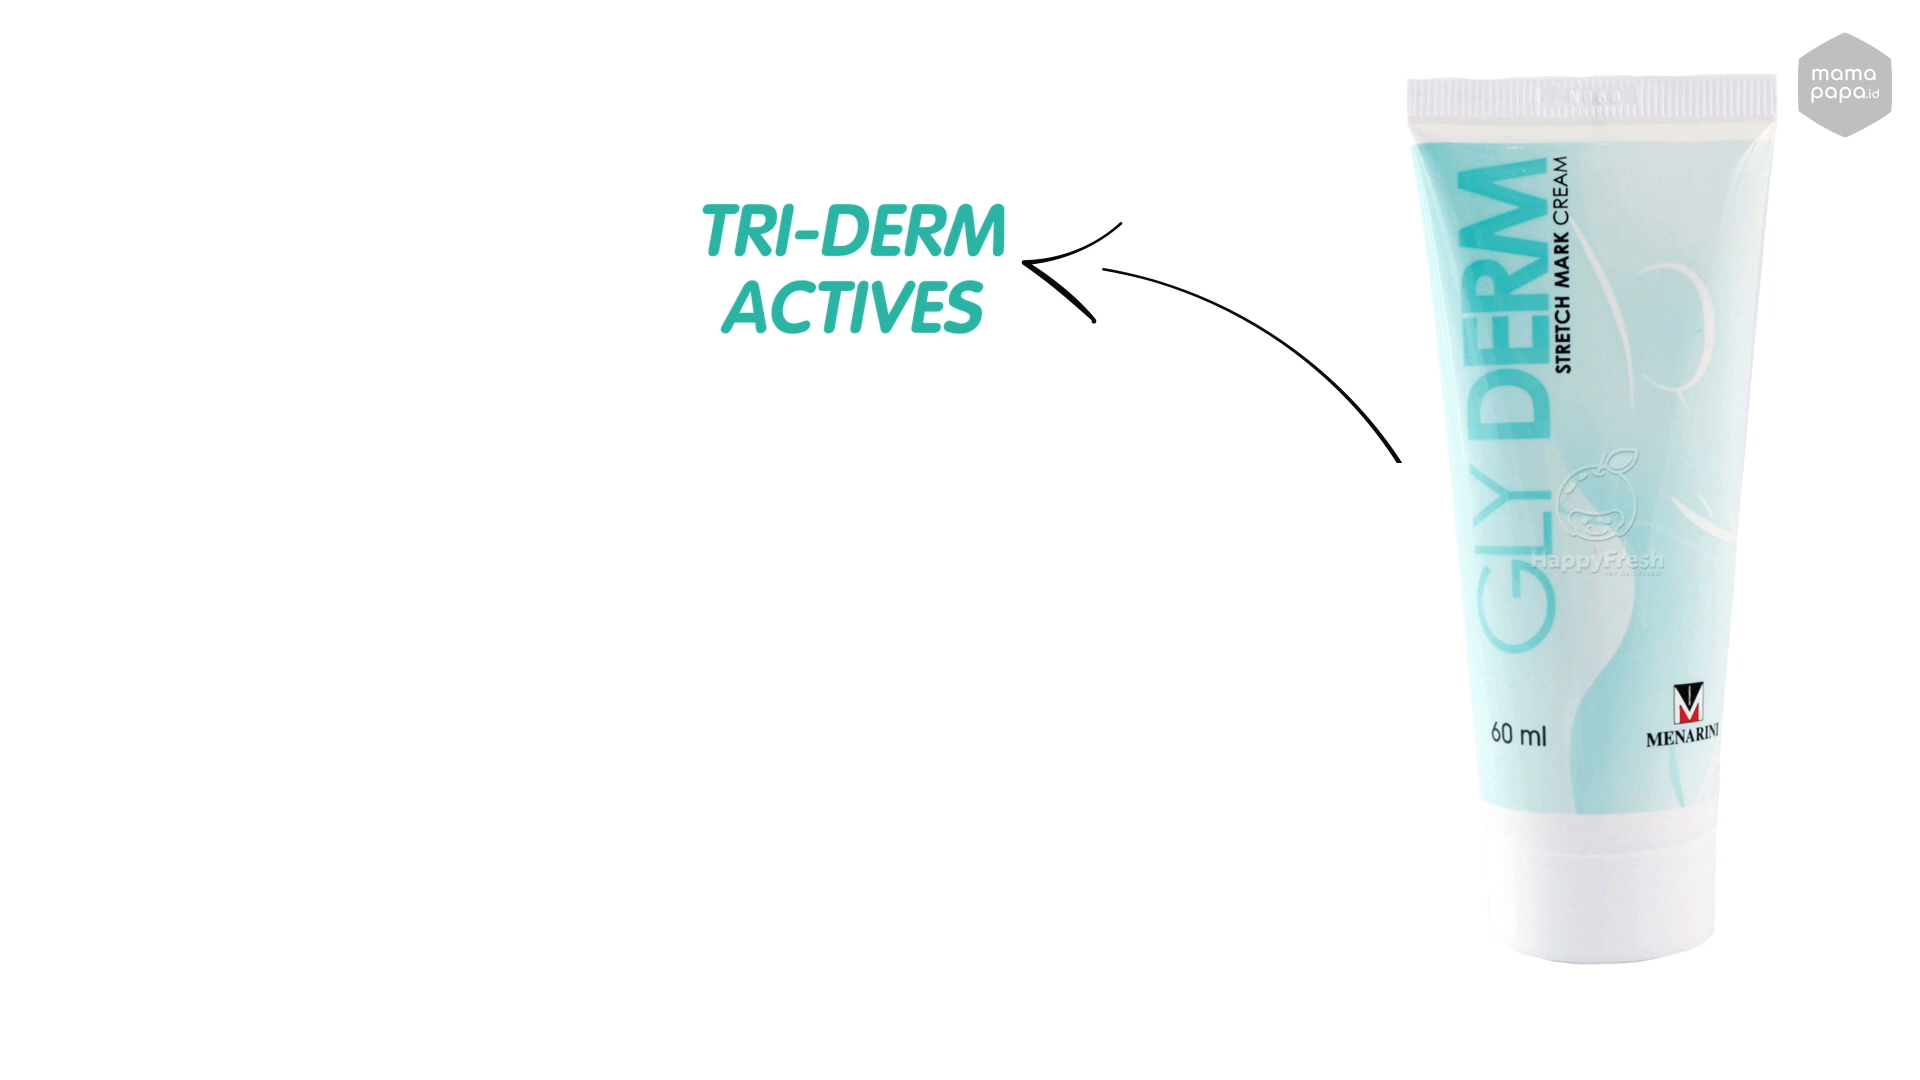 mama
papa.id
TRI-DERM
ACTIVES
GLY DERM
STRETCH MARK CREAM
HappyFresh
60 ml
MENARINI